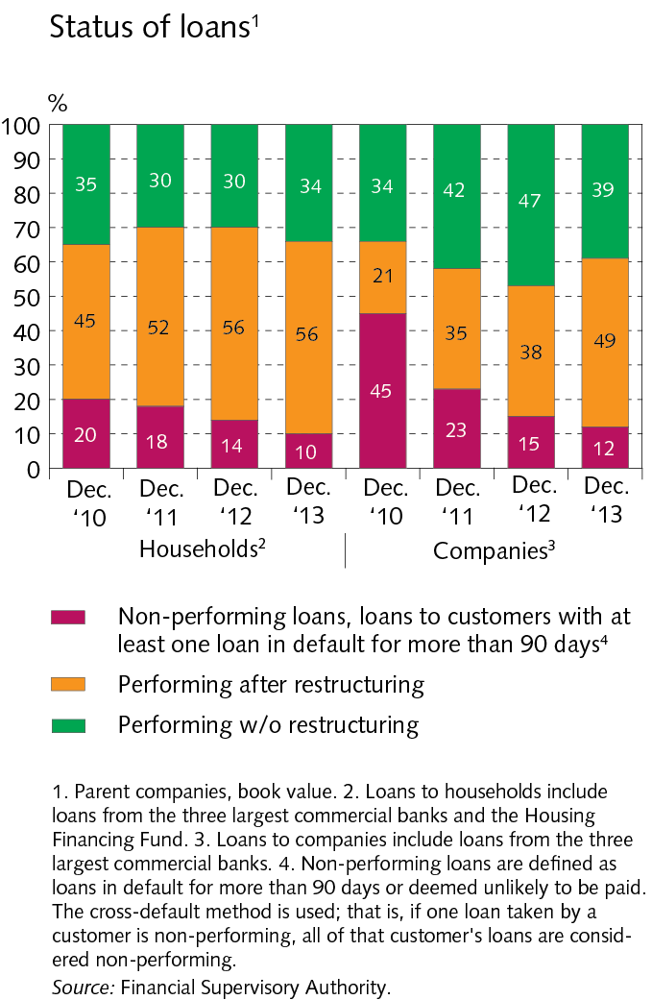 Status of loans¹
%
100
90
80
70
60
50
40
30
20
10
0
35 30 30 34 34 42 47 39
45 52 56 56 21 35 38 49
20 18 14 10 45 23 15 12
Dec. Dec. Dec. Dec. Dec. Dec. Dec. Dec.
‘10 ‘11 ‘12 ‘13 ‘10 ‘11 ‘12 ‘13
Households² Companies³
Non-performing loans, loans to customers with at
least one loan in default for more than 90 days⁴
Performing after restructuring
Performing w/o restructuring
1. Parent companies, book value. 2. Loans to households include
loans from the three largest commercial banks and the Housing
Financing Fund. 3. Loans to companies include loans from the three
largest commercial banks. 4. Non-performing loans are defined as
loans in default for more than 90 days or deemed unlikely to be paid.
The cross-default method is used; that is, if one loan taken by a
customer is non-performing, all of that customer's loans are consid-
ered non-performing.
Source: Financial Supervisory Authority.